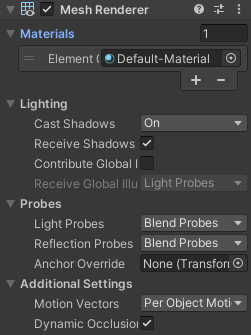 Mesh Renderer
Materials 1
Element 0 Default-Material
+ −
Lighting
Cast Shadows On
Receive Shadows
Contribute Global I
Receive Global Illu Light Probes
Probes
Light Probes Blend Probes
Reflection Probes Blend Probes
Anchor Override None (Transforn
Additional Settings
Motion Vectors Per Object Moti
Dynamic Occlusion